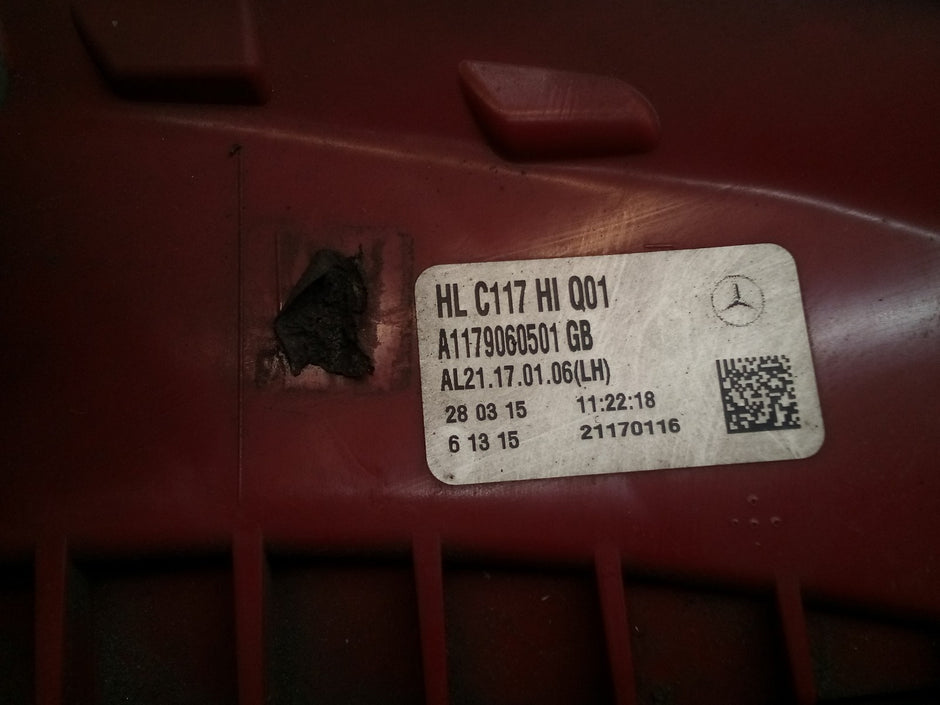 HL C117 HI Q01
A1179060501 GB
AL21.17.01.06(LH)
28 03 15 11:22:18
6 13 15 21170116